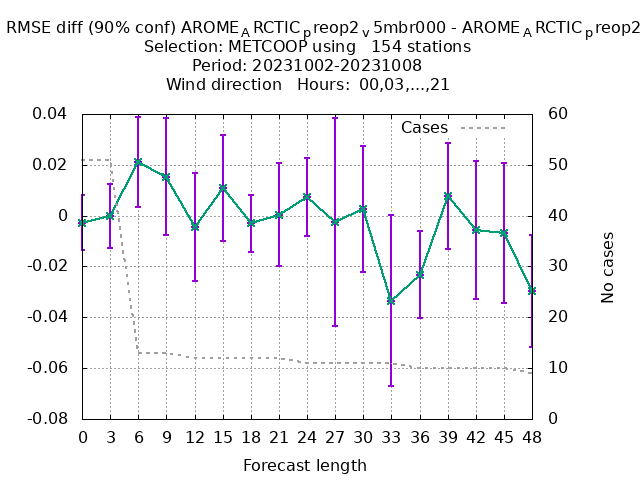 RMSE diff (90% conf) AROME_ARCTIC_preop2_v5mbr000 - AROME_ARCTIC_preop2
Selection: METCOOP using   154 stations
Period: 20231002-20231008
Wind direction   Hours:  00,03,...,21
Cases
0.04
0.02
0
-0.02
-0.04
-0.06
-0.08
60
50
40
30
20
10
0
No cases
0 3 6 9 12 15 18 21 24 27 30 33 36 39 42 45 48
Forecast length